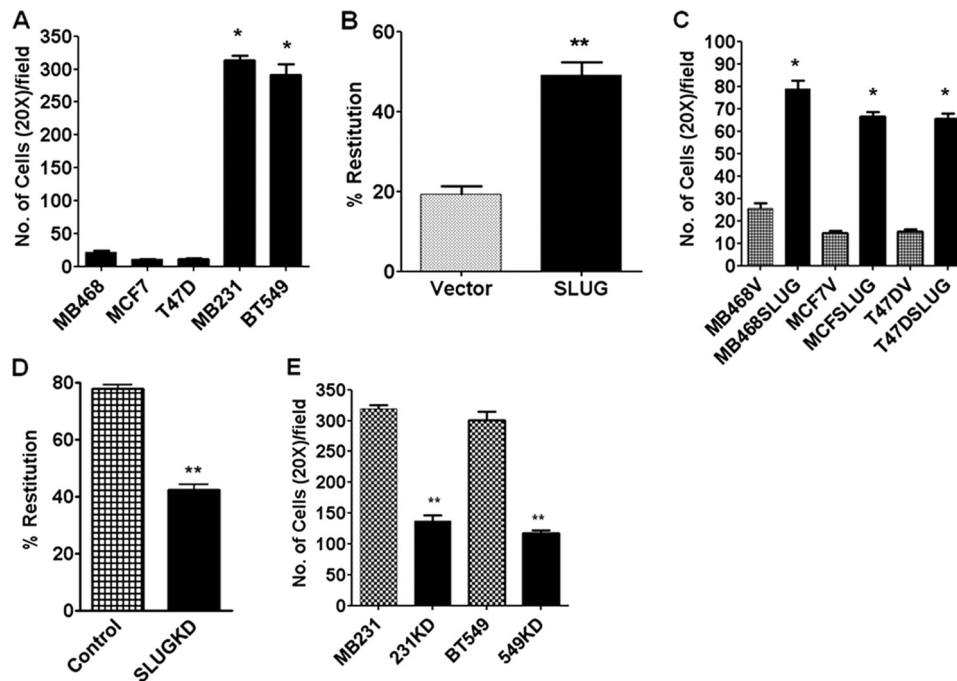 A
No. of Cells (20X)/field
350
300
250
200
150
100
50
0
*
*
MB468
MCF7
T47D
MB231
BT549
B
% Restitution
60
40
20
0
**
Vector
SLUG
C
No. of Cells (20X)/field
100
90
80
70
60
50
40
30
20
10
0
*
*
*
MB468V
MB468SLUG
MCF7V
MCFSLUG
T47DV
T47DSLUG
D
% Restitution
80
60
40
20
0
**
Control
SLUGKD
E
No. of Cells (20X)/field
350
300
250
200
150
100
50
0
**
**
MB231
231KD
BT549
549KD